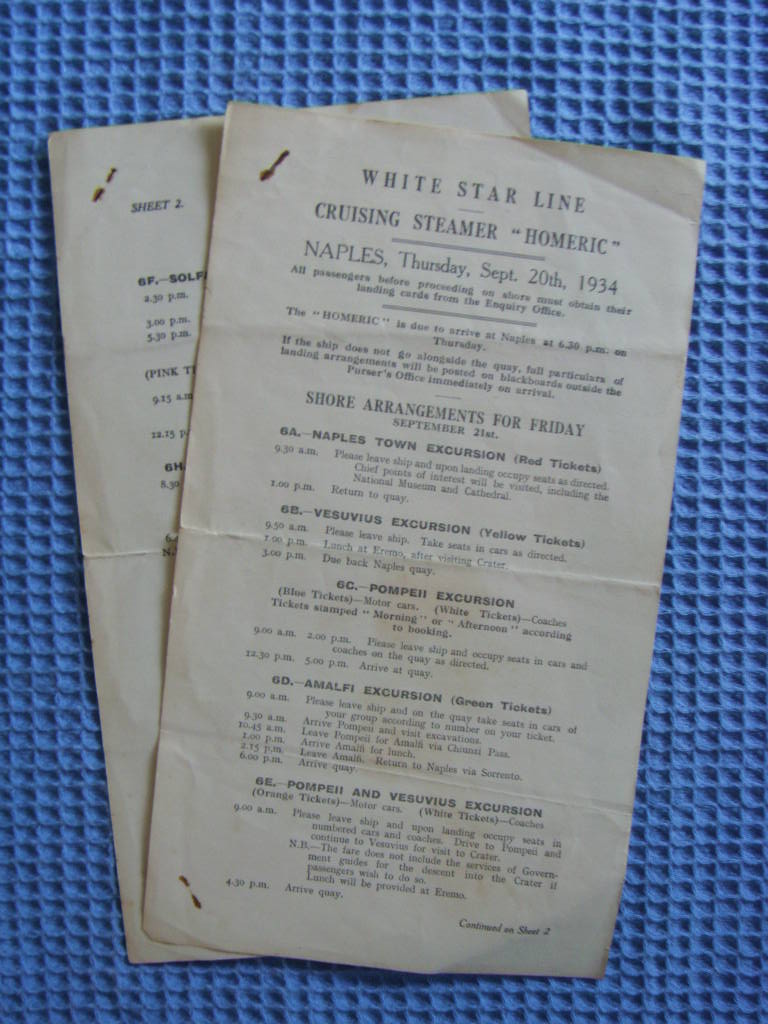 WHITE STAR LINE
CRUISING STEAMER "HOMERIC"
NAPLES, Thursday, Sept. 20th, 1934
All passengers before proceeding on shore must obtain their
landing cards from the Enquiry Office.
The "HOMERIC" is due to arrive at Naples at 6.30 p.m. on
Thursday.
If the ship does not go alongside the quay, full particulars of
landing arrangements will be posted on blackboards outside the
Purser's Office immediately on arrival.
SHORE ARRANGEMENTS FOR FRIDAY
SEPTEMBER 21st.
6A.—NAPLES TOWN EXCURSION (Red Tickets)
9.30 a.m. Please leave ship and upon landing occupy seats as directed.
Chief points of interest will be visited, including the
National Museum and Cathedral.
1.00 p.m. Return to quay.
6B.—VESUVIUS EXCURSION (Yellow Tickets)
9.50 a.m. Please leave ship. Take seats in cars as directed.
1.00 p.m. Lunch at Eremo, after visiting Crater.
3.00 p.m. Due back Naples quay.
6C.—POMPEII EXCURSION
(Blue Tickets)—Motor cars. (White Tickets)—Coaches
Tickets stamped "Morning" or "Afternoon" according
to booking.
9.00 a.m. 2.00 p.m. Please leave ship and occupy seats in cars and
coaches on the quay as directed.
12.30 p.m. 5.00 p.m. Arrive at quay.
6D.—AMALFI EXCURSION (Green Tickets)
9.00 a.m. Please leave ship and on the quay take seats in cars of
your group according to number on your ticket.
9.30 a.m. Arrive Pompeii and visit excavations.
10.45 a.m. Leave Pompeii for Amalfi via Chiunzi Pass.
1.00 p.m. Arrive Amalfi for lunch.
2.15 p.m. Leave Amalfi. Return to Naples via Sorrento.
6.00 p.m. Arrive quay.
6E.—POMPEII AND VESUVIUS EXCURSION
(Orange Tickets)—Motor cars. (White Tickets)—Coaches
9.00 a.m. Please leave ship and upon landing occupy seats in
numbered cars and coaches. Drive to Pompeii and
continue to Vesuvius for visit to Crater.
N.B.—The fare does not include the services of Govern-
ment guides for the descent into the Crater if
passengers wish to do so.
Lunch will be provided at Eremo.
4.30 p.m. Arrive quay.
Continued on Sheet 2
SHEET 2.
6F.—SOLF
2.30 p.m.
3.00 p.m.
5.30 p.m.
(PINK T
9.15 a.m
12.15 p.
6H
8.30
N.B